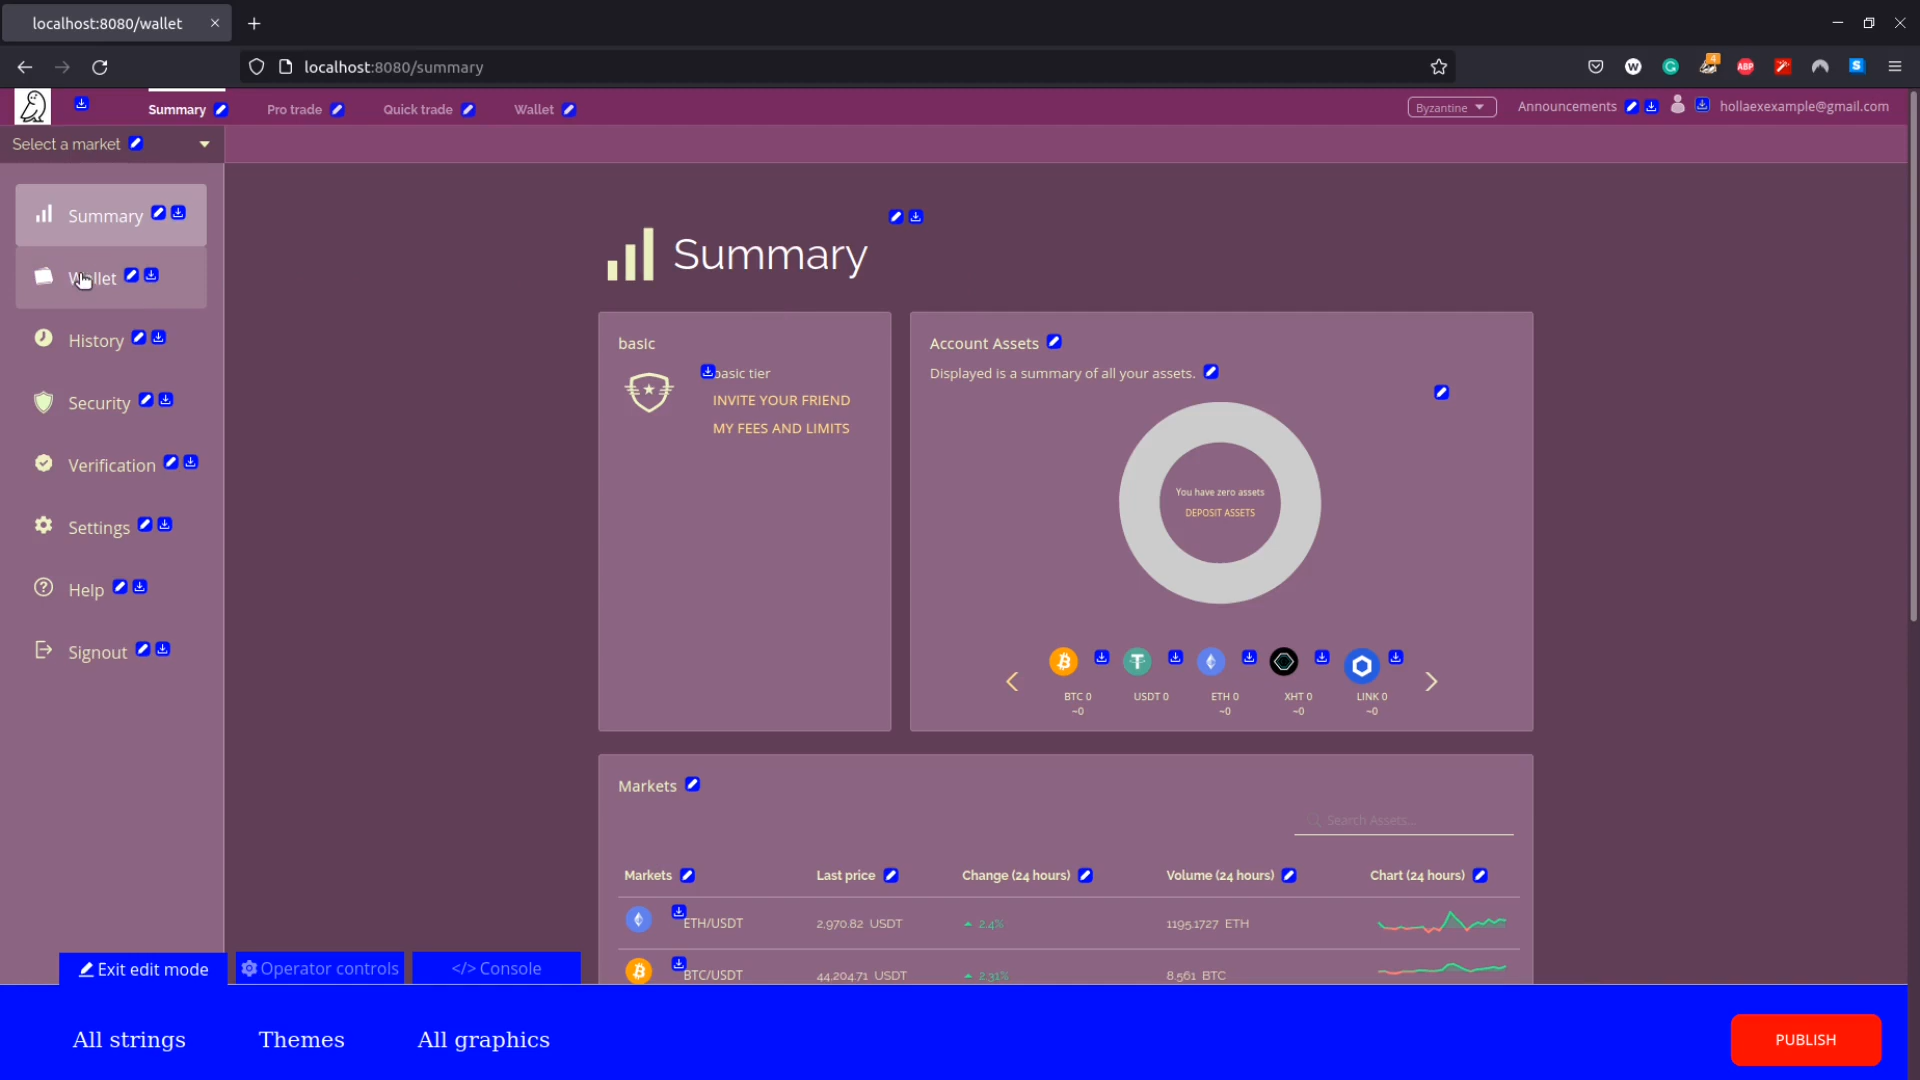 localhost:8080/wallet
localhost:8080/summary
4
W
ABP
S
Summary
Pro trade
Quick trade
Wallet
Byzantine
Announcements
hollaexexample@gmail.com
Select a market
Summary
Wallet
History
Security
Verification
Settings
Help
Signout
Summary
basic
basic tier
INVITE YOUR FRIEND
MY FEES AND LIMITS
Account Assets
Displayed is a summary of all your assets.
You have zero assets
DEPOSIT ASSETS
BTC 0
~0
USDT 0
ETH 0
~0
XHT 0
~0
LINK 0
~0
Markets
Search Assets...
Markets
Last price
Change (24 hours)
Volume (24 hours)
Chart (24 hours)
ETH/USDT
2,970.82 USDT
2.4%
1195.1727 ETH
BTC/USDT
44,204.71 USDT
2.31%
8.561 BTC
Exit edit mode
Operator controls
</> Console
All strings
Themes
All graphics
PUBLISH